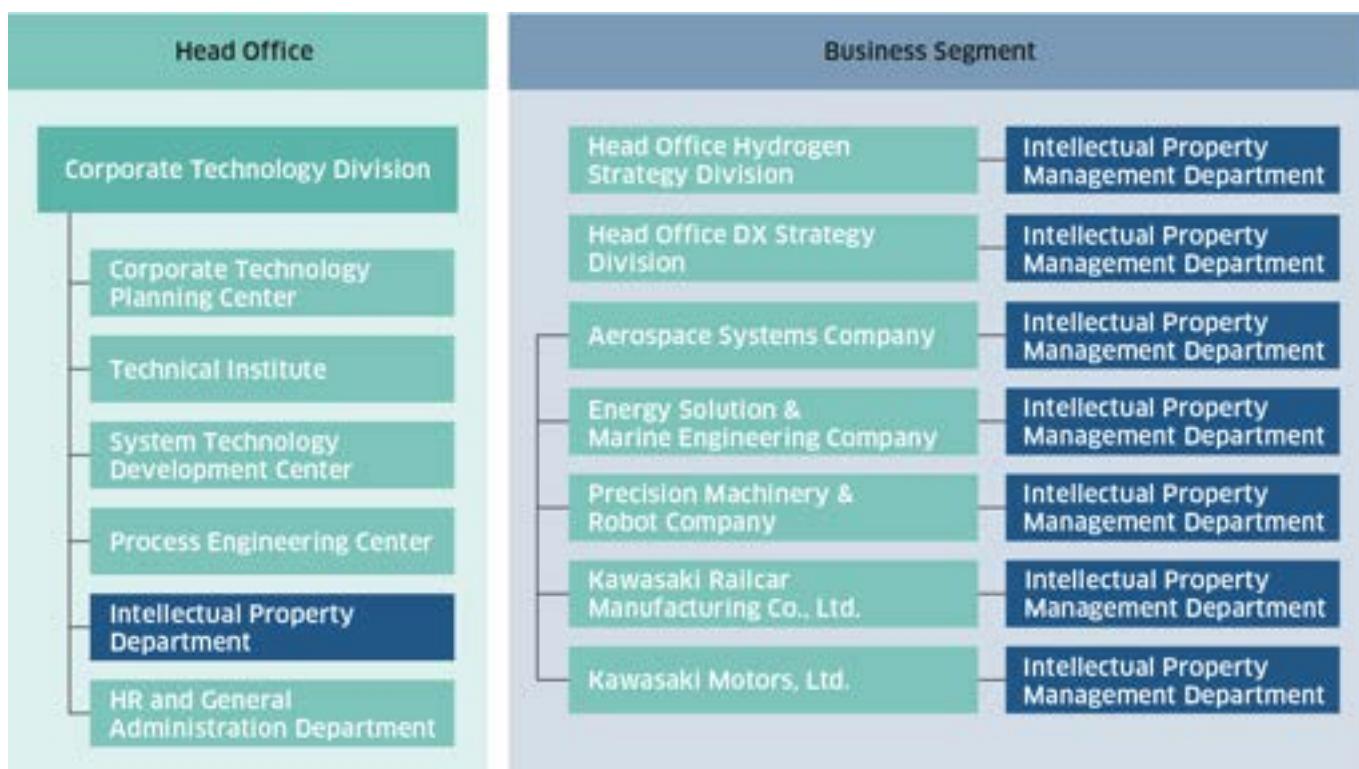 Head Office
Corporate Technology Division
Corporate Technology
Planning Center
Technical Institute
System Technology
Development Center
Process Engineering Center
Intellectual Property
Department
HR and General
Administration Department
Business Segment
Head Office Hydrogen
Strategy Division
Intellectual Property
Management Department
Head Office DX Strategy
Division
Intellectual Property
Management Department
Aerospace Systems Company
Intellectual Property
Management Department
Energy Solution &
Marine Engineering Company
Intellectual Property
Management Department
Precision Machinery &
Robot Company
Intellectual Property
Management Department
Kawasaki Railcar
Manufacturing Co., Ltd.
Intellectual Property
Management Department
Kawasaki Motors, Ltd.
Intellectual Property
Management Department